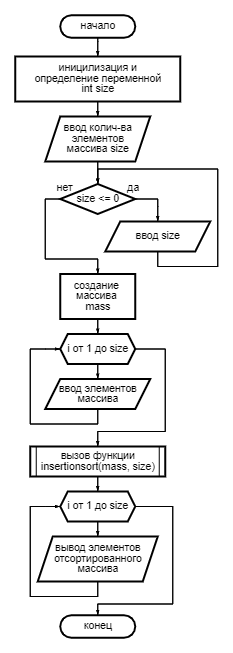 начало
иницилизация и
определение переменной
int size
ввод колич-ва
элементов
массива size
нет
да
size <= 0
ввод size
создание
массива
mass
i от 1 до size
ввод элементов
массива
вызов функции
insertionsort(mass, size)
i от 1 до size
вывод элементов
отсортированного
массива
конец